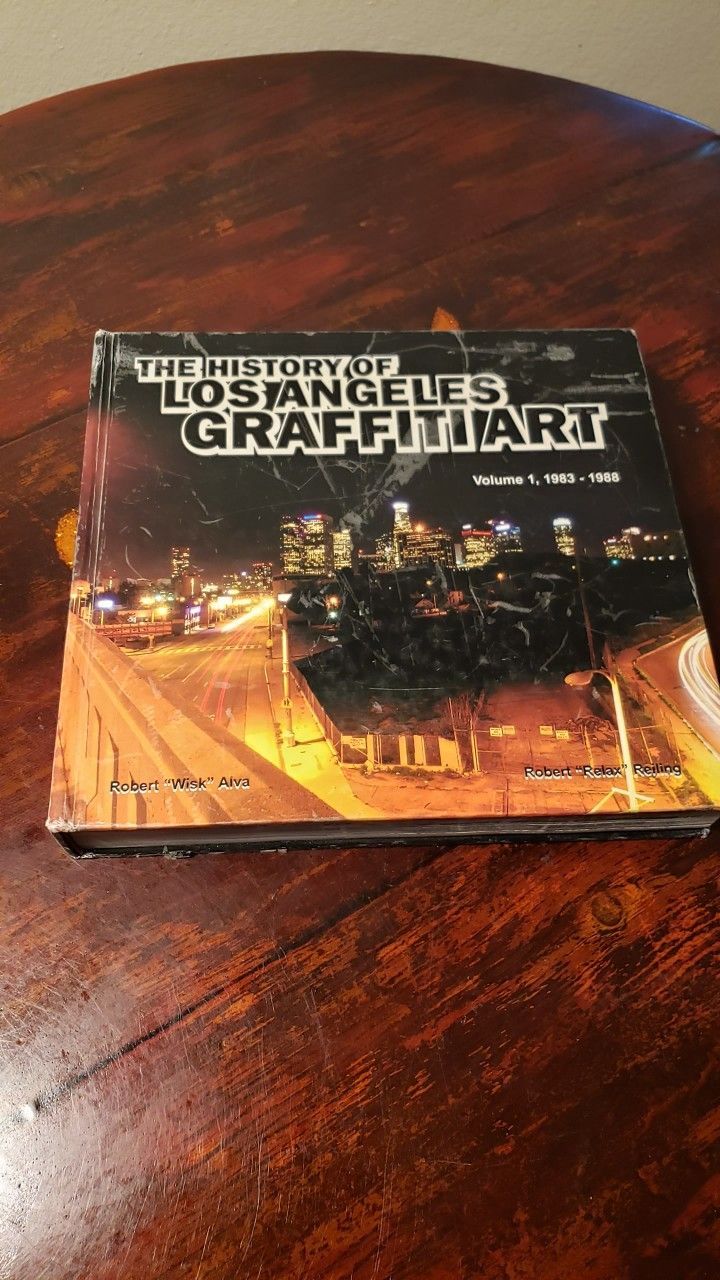 THE HISTORY OF
LOS ANGELES
GRAFFITI ART
Volume 1, 1983 - 1988
Robert "Wisk" Alva
Robert "Relax" Reiling